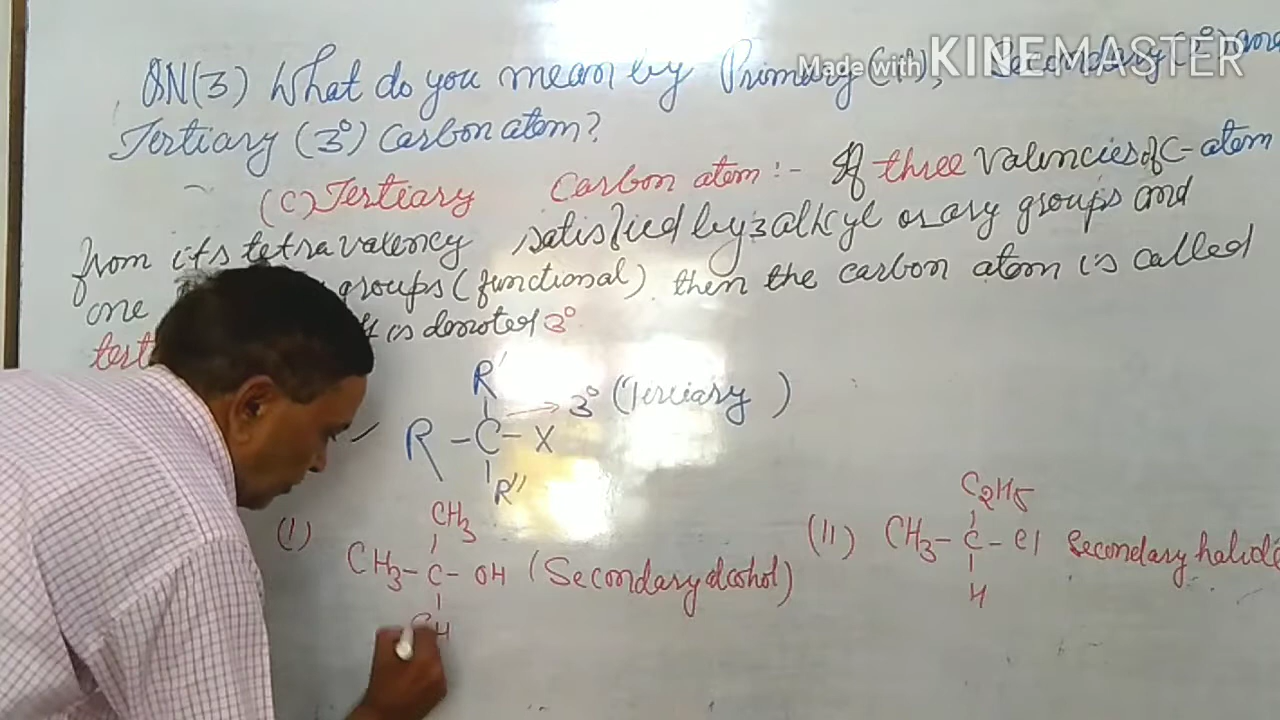 QN(3) What do you mean by Primary (1°), Secondary (2°) and
Tertiary (3°) Carbon atom?
(C) Tertiary Carbon atom :- If three Valencies of C-atom
from its tetravalency satisfied by 3 alkyl or ary groups and
one groups (functional) then the carbon atom is called
is denoted 3°
R'
R - C - X → 3° (Tertiary)
R''
(I) CH3
CH3 - C - OH (Secondary alcohol)
CH
(II) C2H5
CH3 - C - Cl Secondary halide
H
Made with KINEMASTER